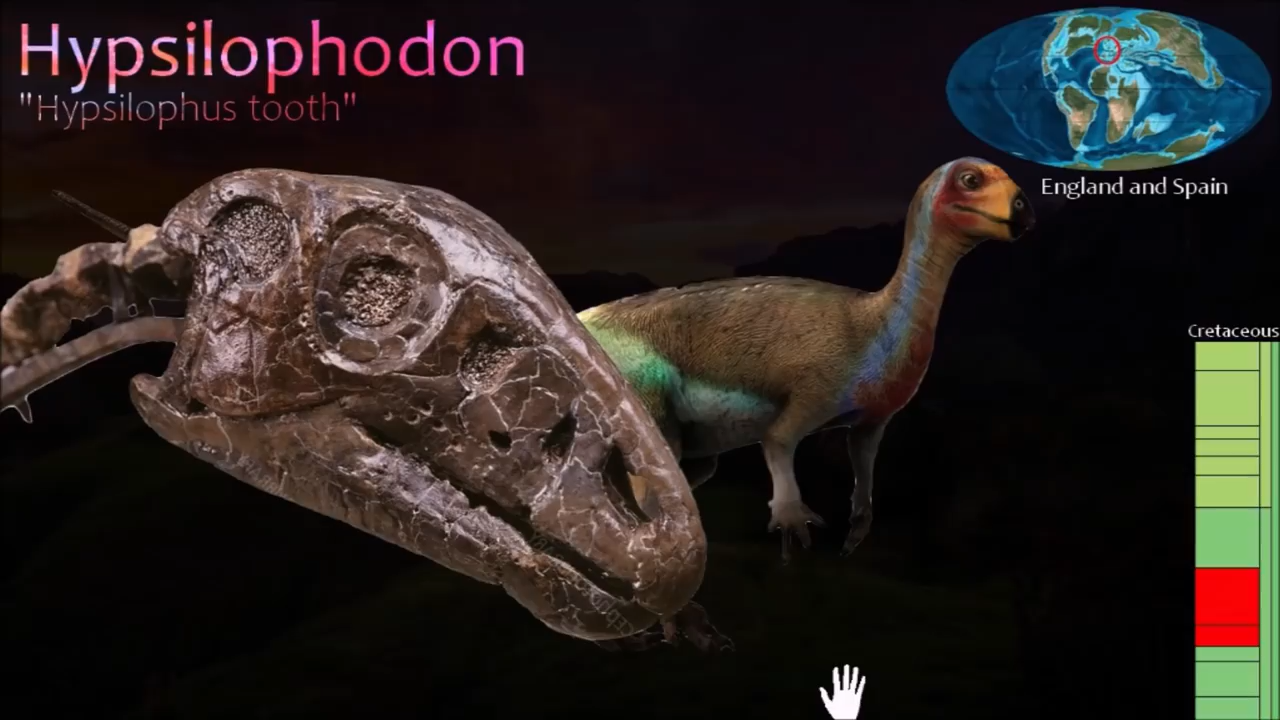 Hypsilophodon
"Hypsilophus tooth"
England and Spain
Cretaceous